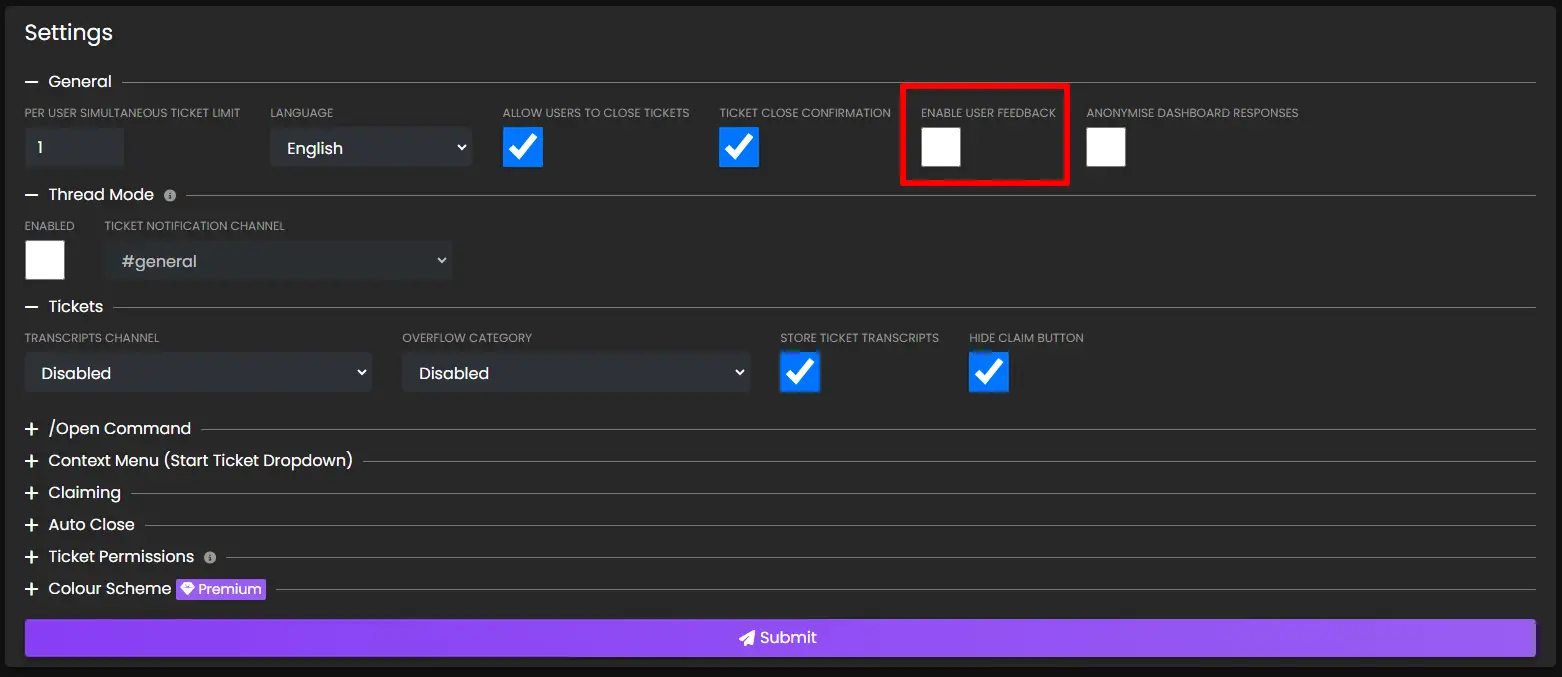 Settings
General
PER USER SIMULTANEOUS TICKET LIMIT LANGUAGE ALLOW USERS TO CLOSE TICKETS TICKET CLOSE CONFIRMATION ENABLE USER FEEDBACK ANONYMISE DASHBOARD RESPONSES
1 English
Thread Mode
ENABLED TICKET NOTIFICATION CHANNEL
#general
Tickets
TRANSCRIPTS CHANNEL OVERFLOW CATEGORY STORE TICKET TRANSCRIPTS HIDE CLAIM BUTTON
Disabled Disabled
/Open Command
Context Menu (Start Ticket Dropdown)
Claiming
Auto Close
Ticket Permissions
Colour Scheme Premium
Submit